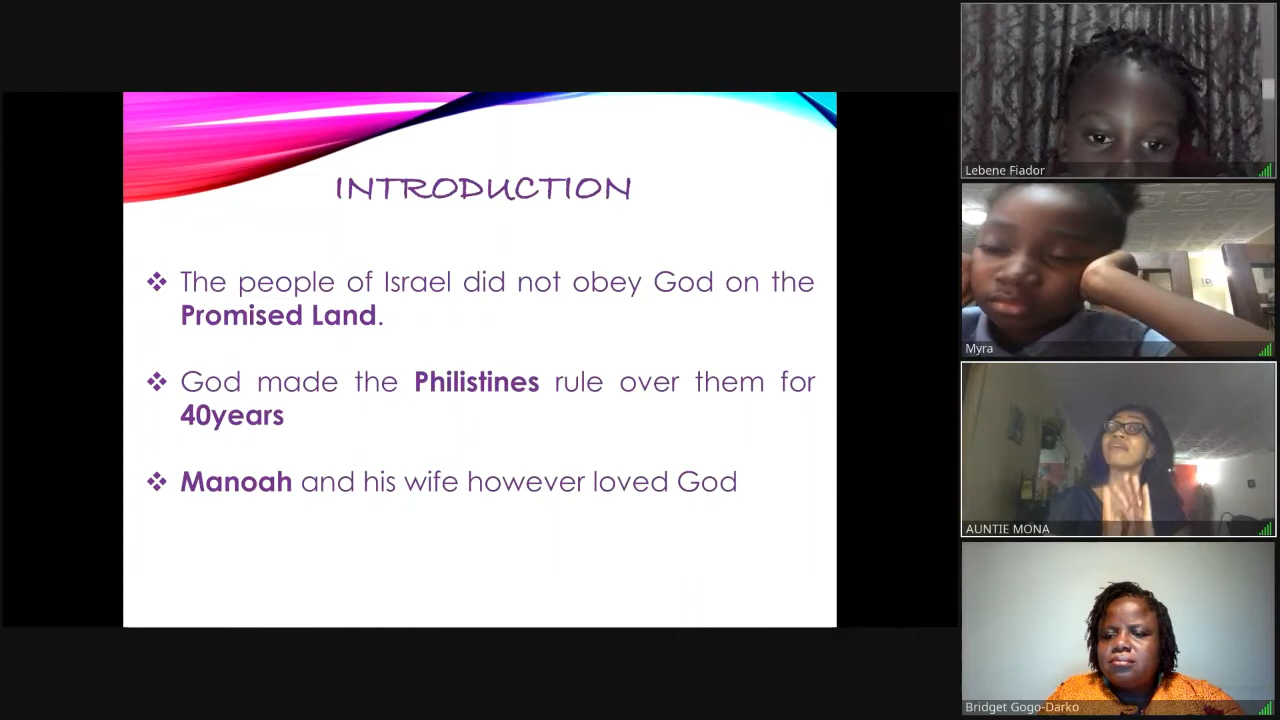 INTRODUCTION
❖ The people of Israel did not obey God on the
Promised Land.
❖ God made the Philistines rule over them for
40years
❖ Manoah and his wife however loved God
Lebene Fiador
Myra
AUNTIE MONA
Bridget Gogo-Darko